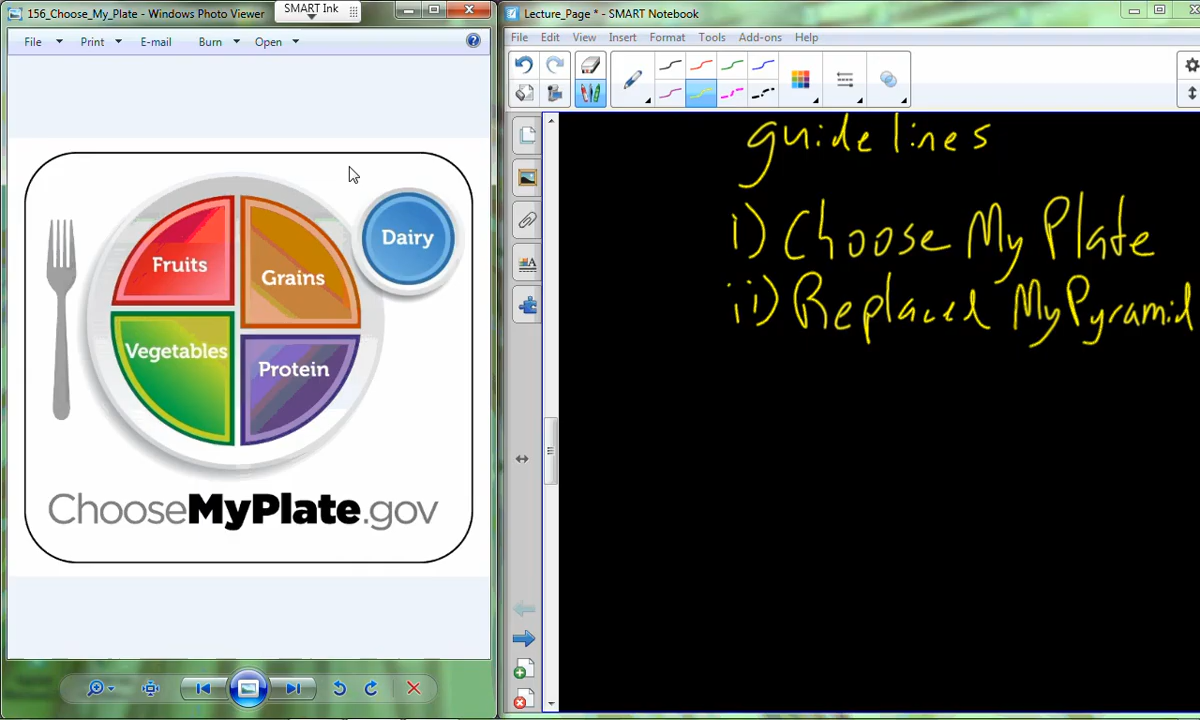 156_Choose_My_Plate - Windows Photo Viewer
SMART Ink
File Print E-mail Burn Open
Fruits
Grains
Dairy
Vegetables
Protein
ChooseMyPlate.gov
Lecture_Page * - SMART Notebook
File Edit View Insert Format Tools Add-ons Help
guidelines
i) Choose My Plate
ii) Replaced MyPyramid